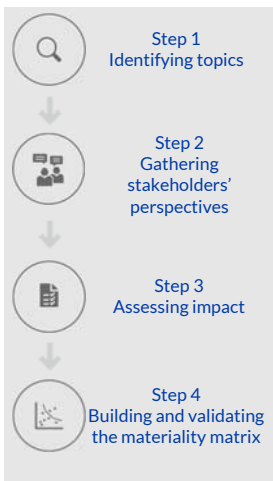 Step 1
Identifying topics
Step 2
Gathering
stakeholders’
perspectives
Step 3
Assessing impact
Step 4
Building and validating
the materiality matrix